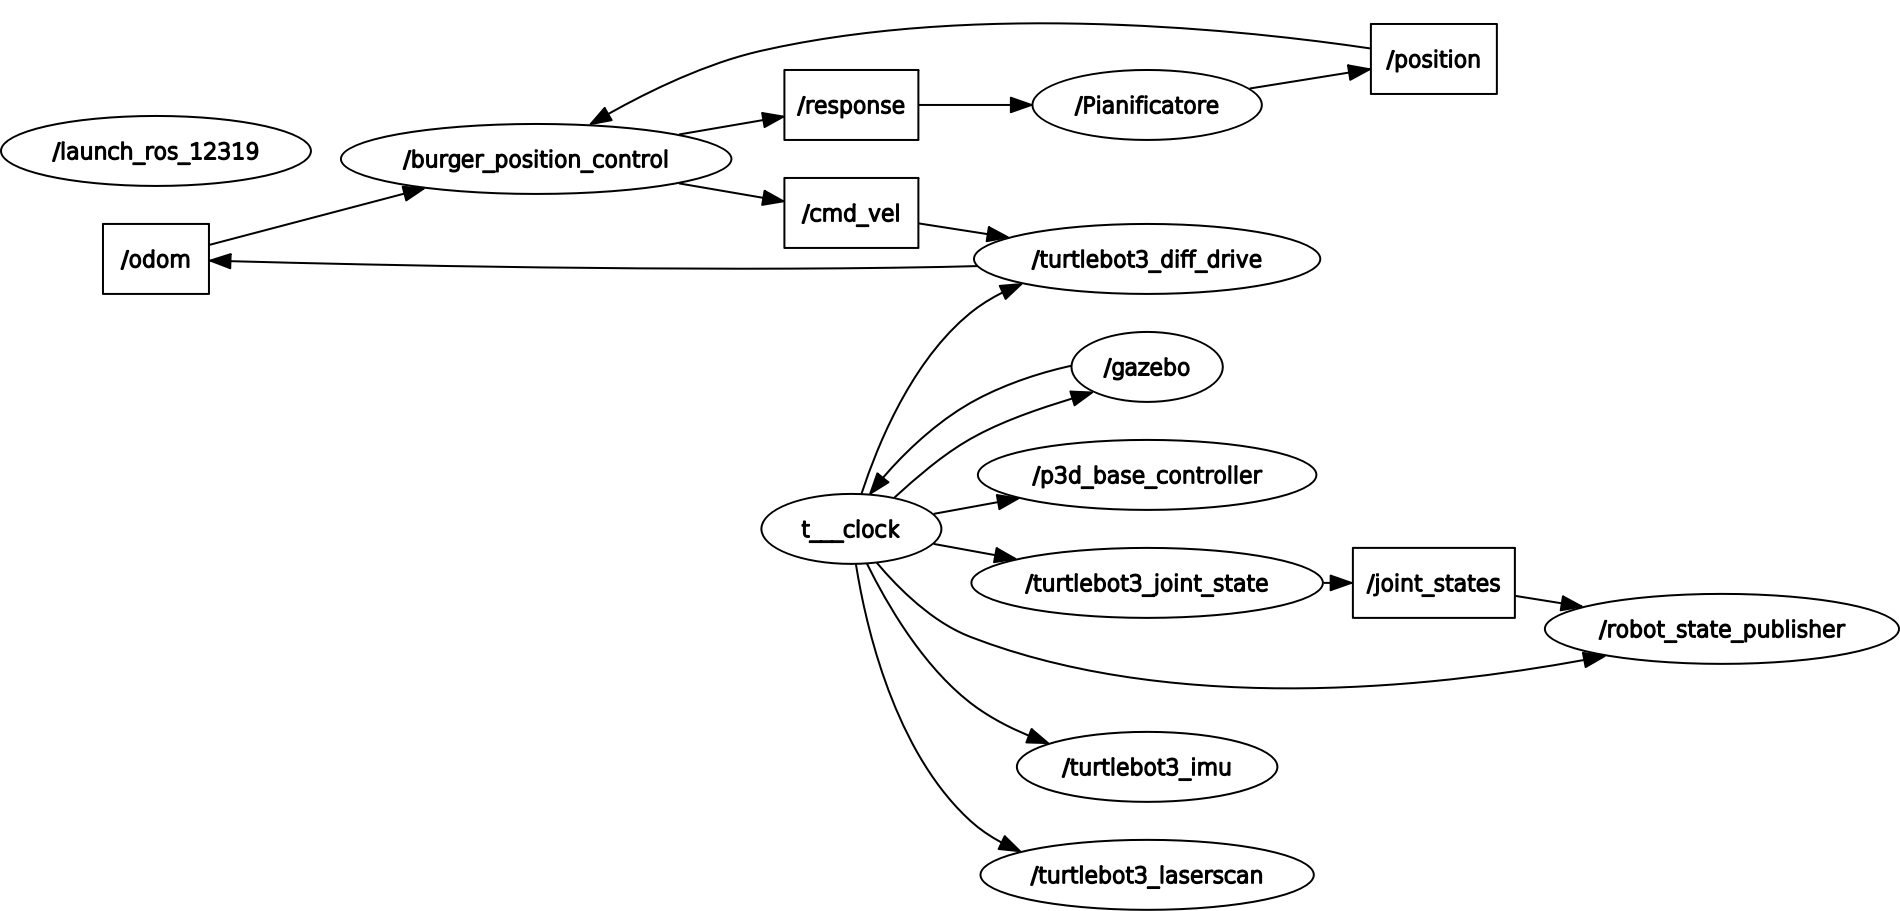 /position
/response
/Pianificatore
/launch_ros_12319
/burger_position_control
/cmd_vel
/odom
/turtlebot3_diff_drive
/gazebo
/p3d_base_controller
t___clock
/turtlebot3_joint_state
/joint_states
/robot_state_publisher
/turtlebot3_imu
/turtlebot3_laserscan